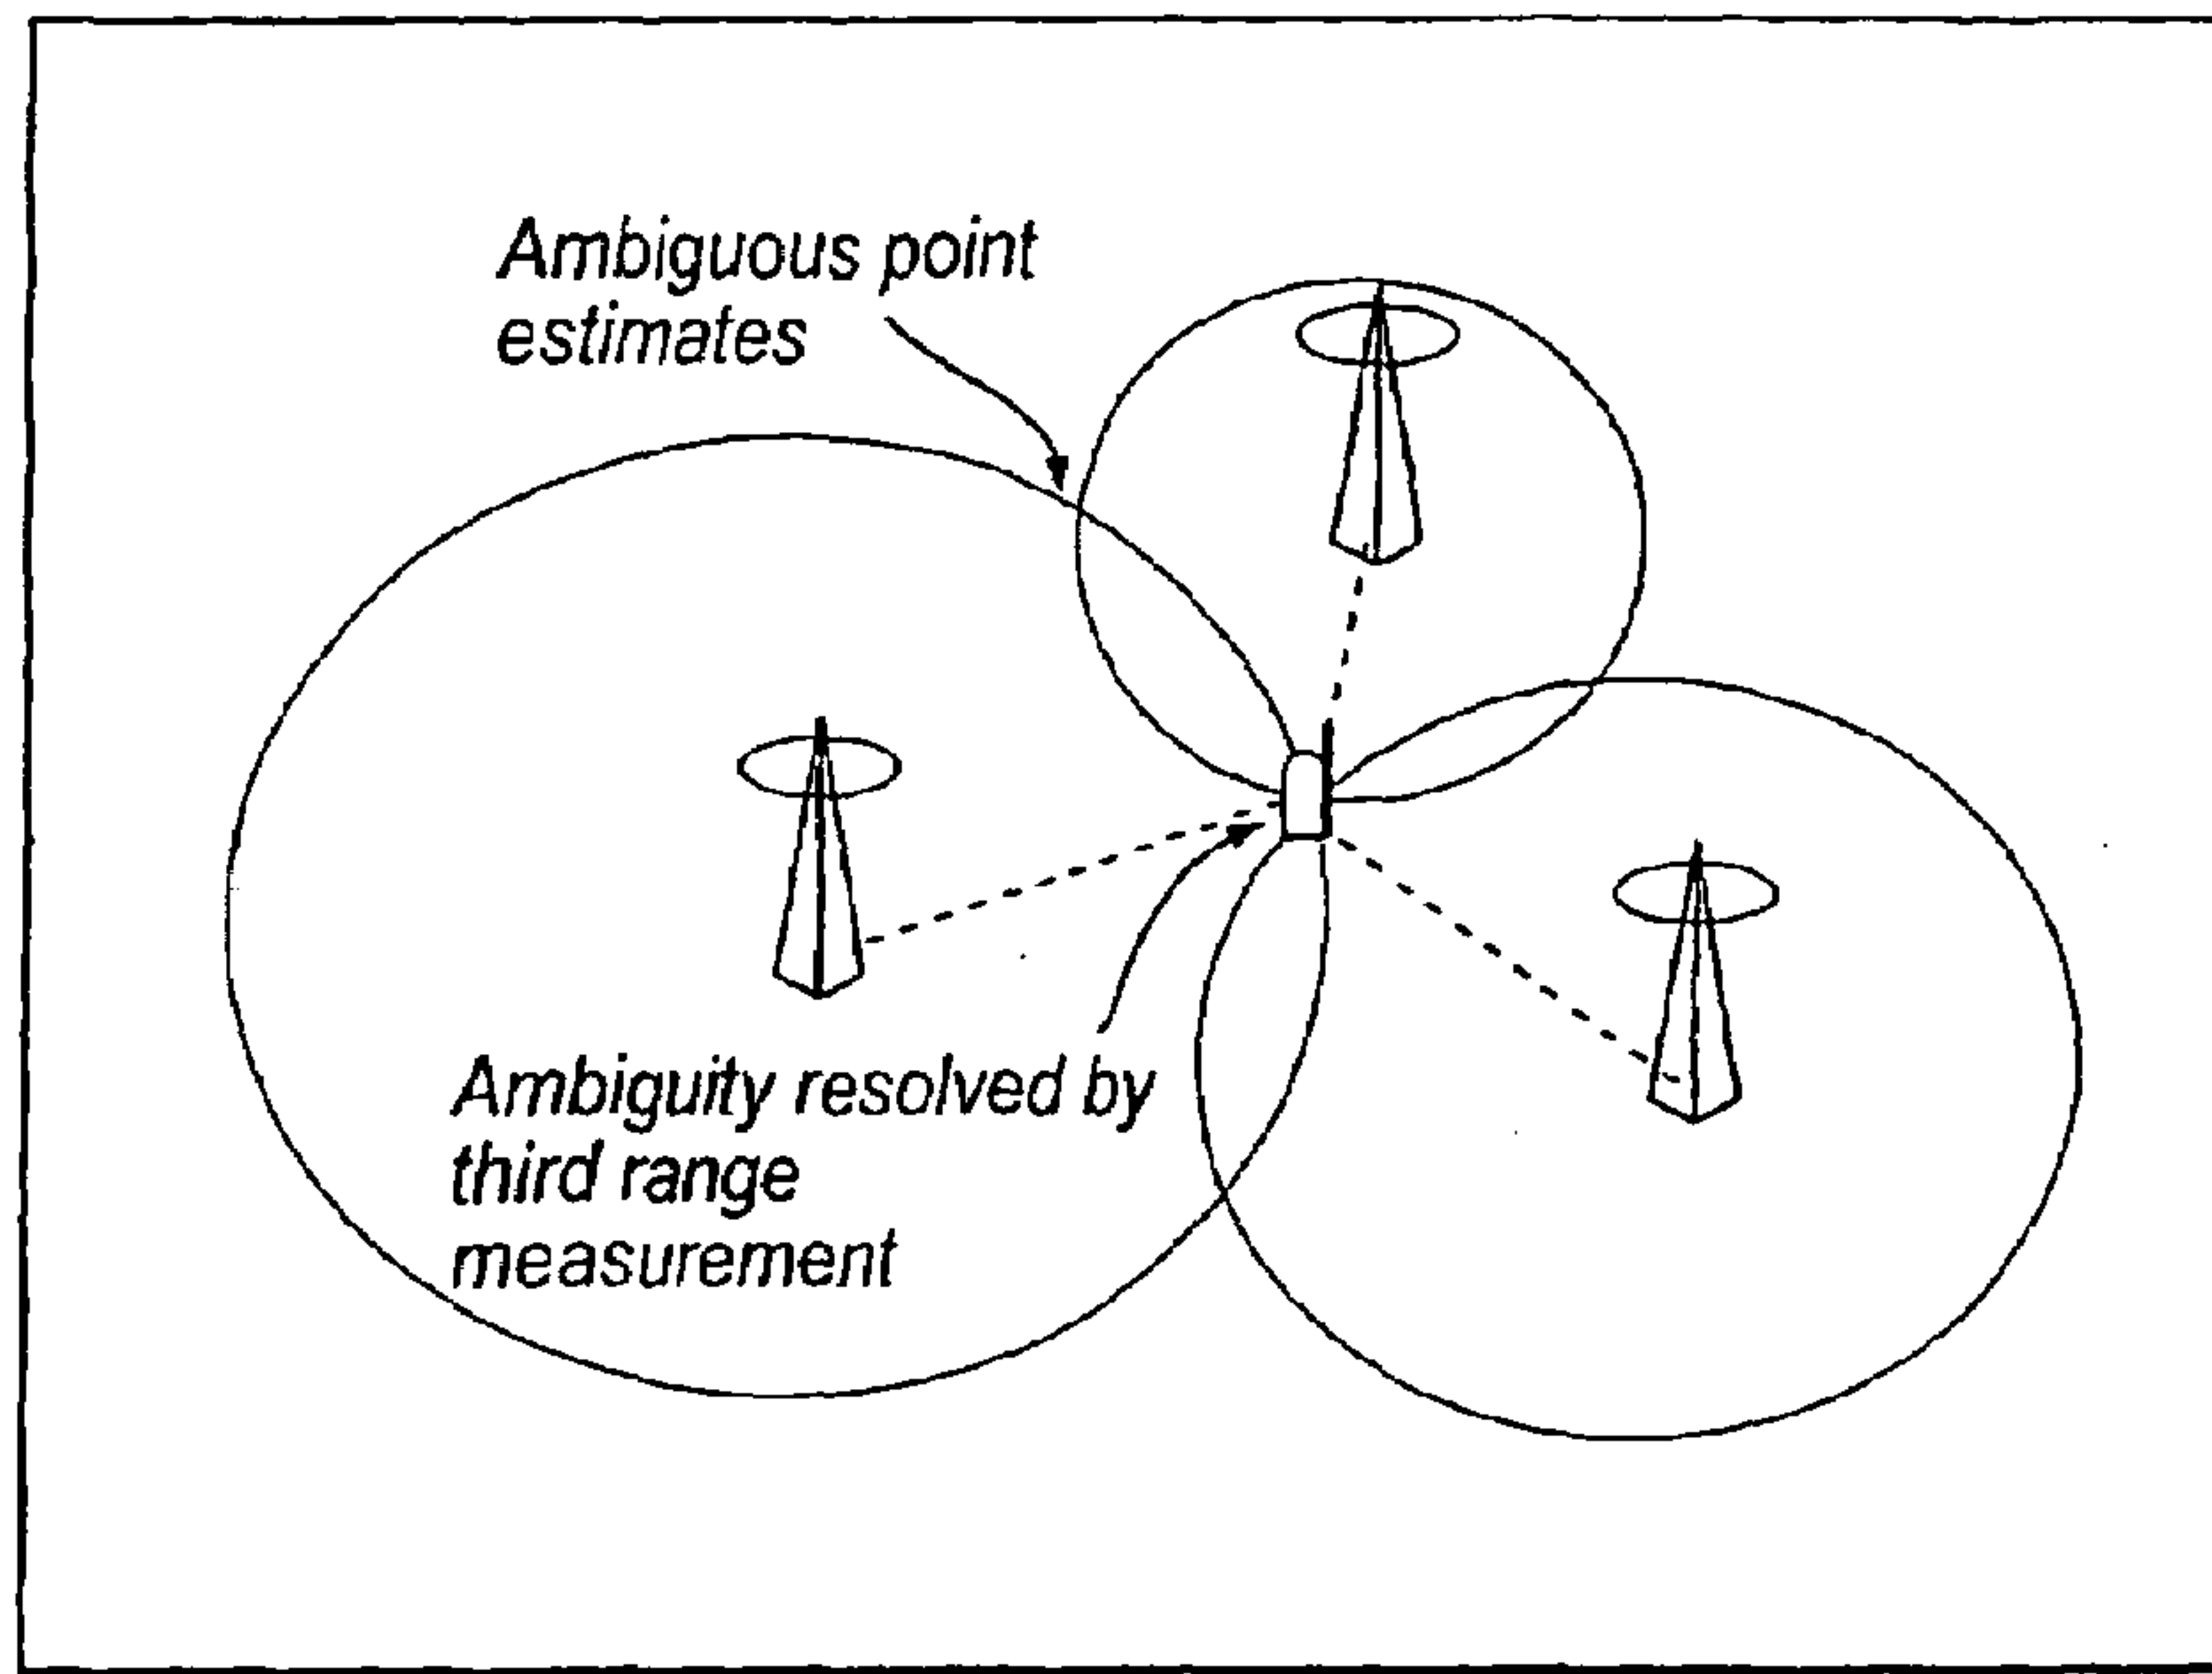 Ambiguous point
estimates
Ambiguity resolved by
third range
measurement